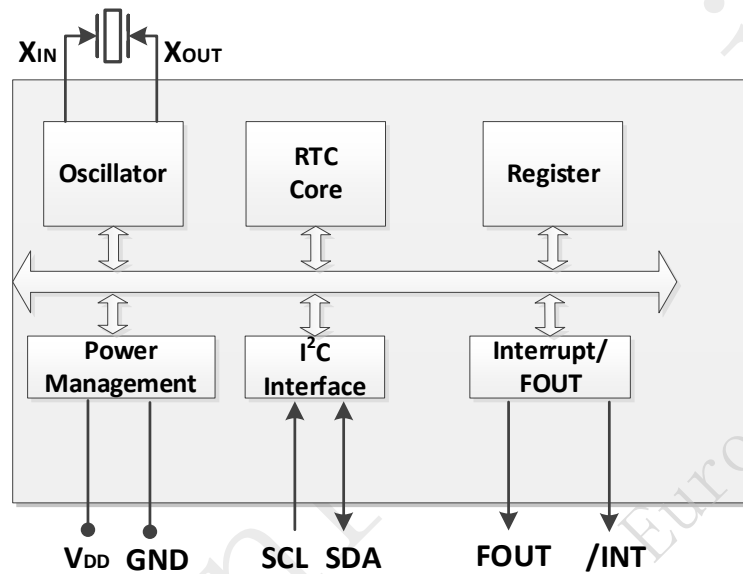 XIN XOUT
Oscillator
RTC
Core
Register
Power
Management
I²C
Interface
Interrupt/
FOUT
VDD GND SCL SDA FOUT /INT